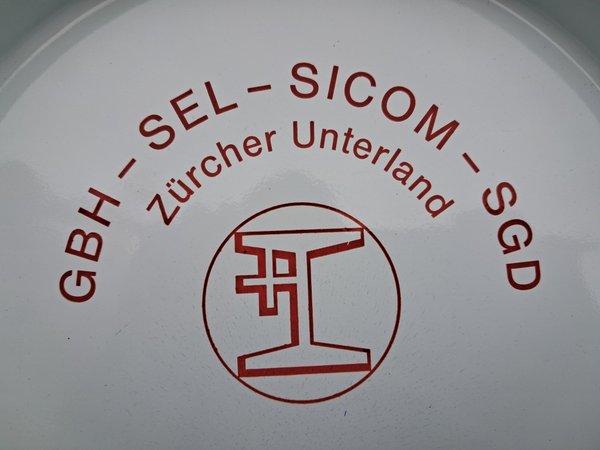 GBH – SEL – SICOM – SGD
Zürcher Unterland